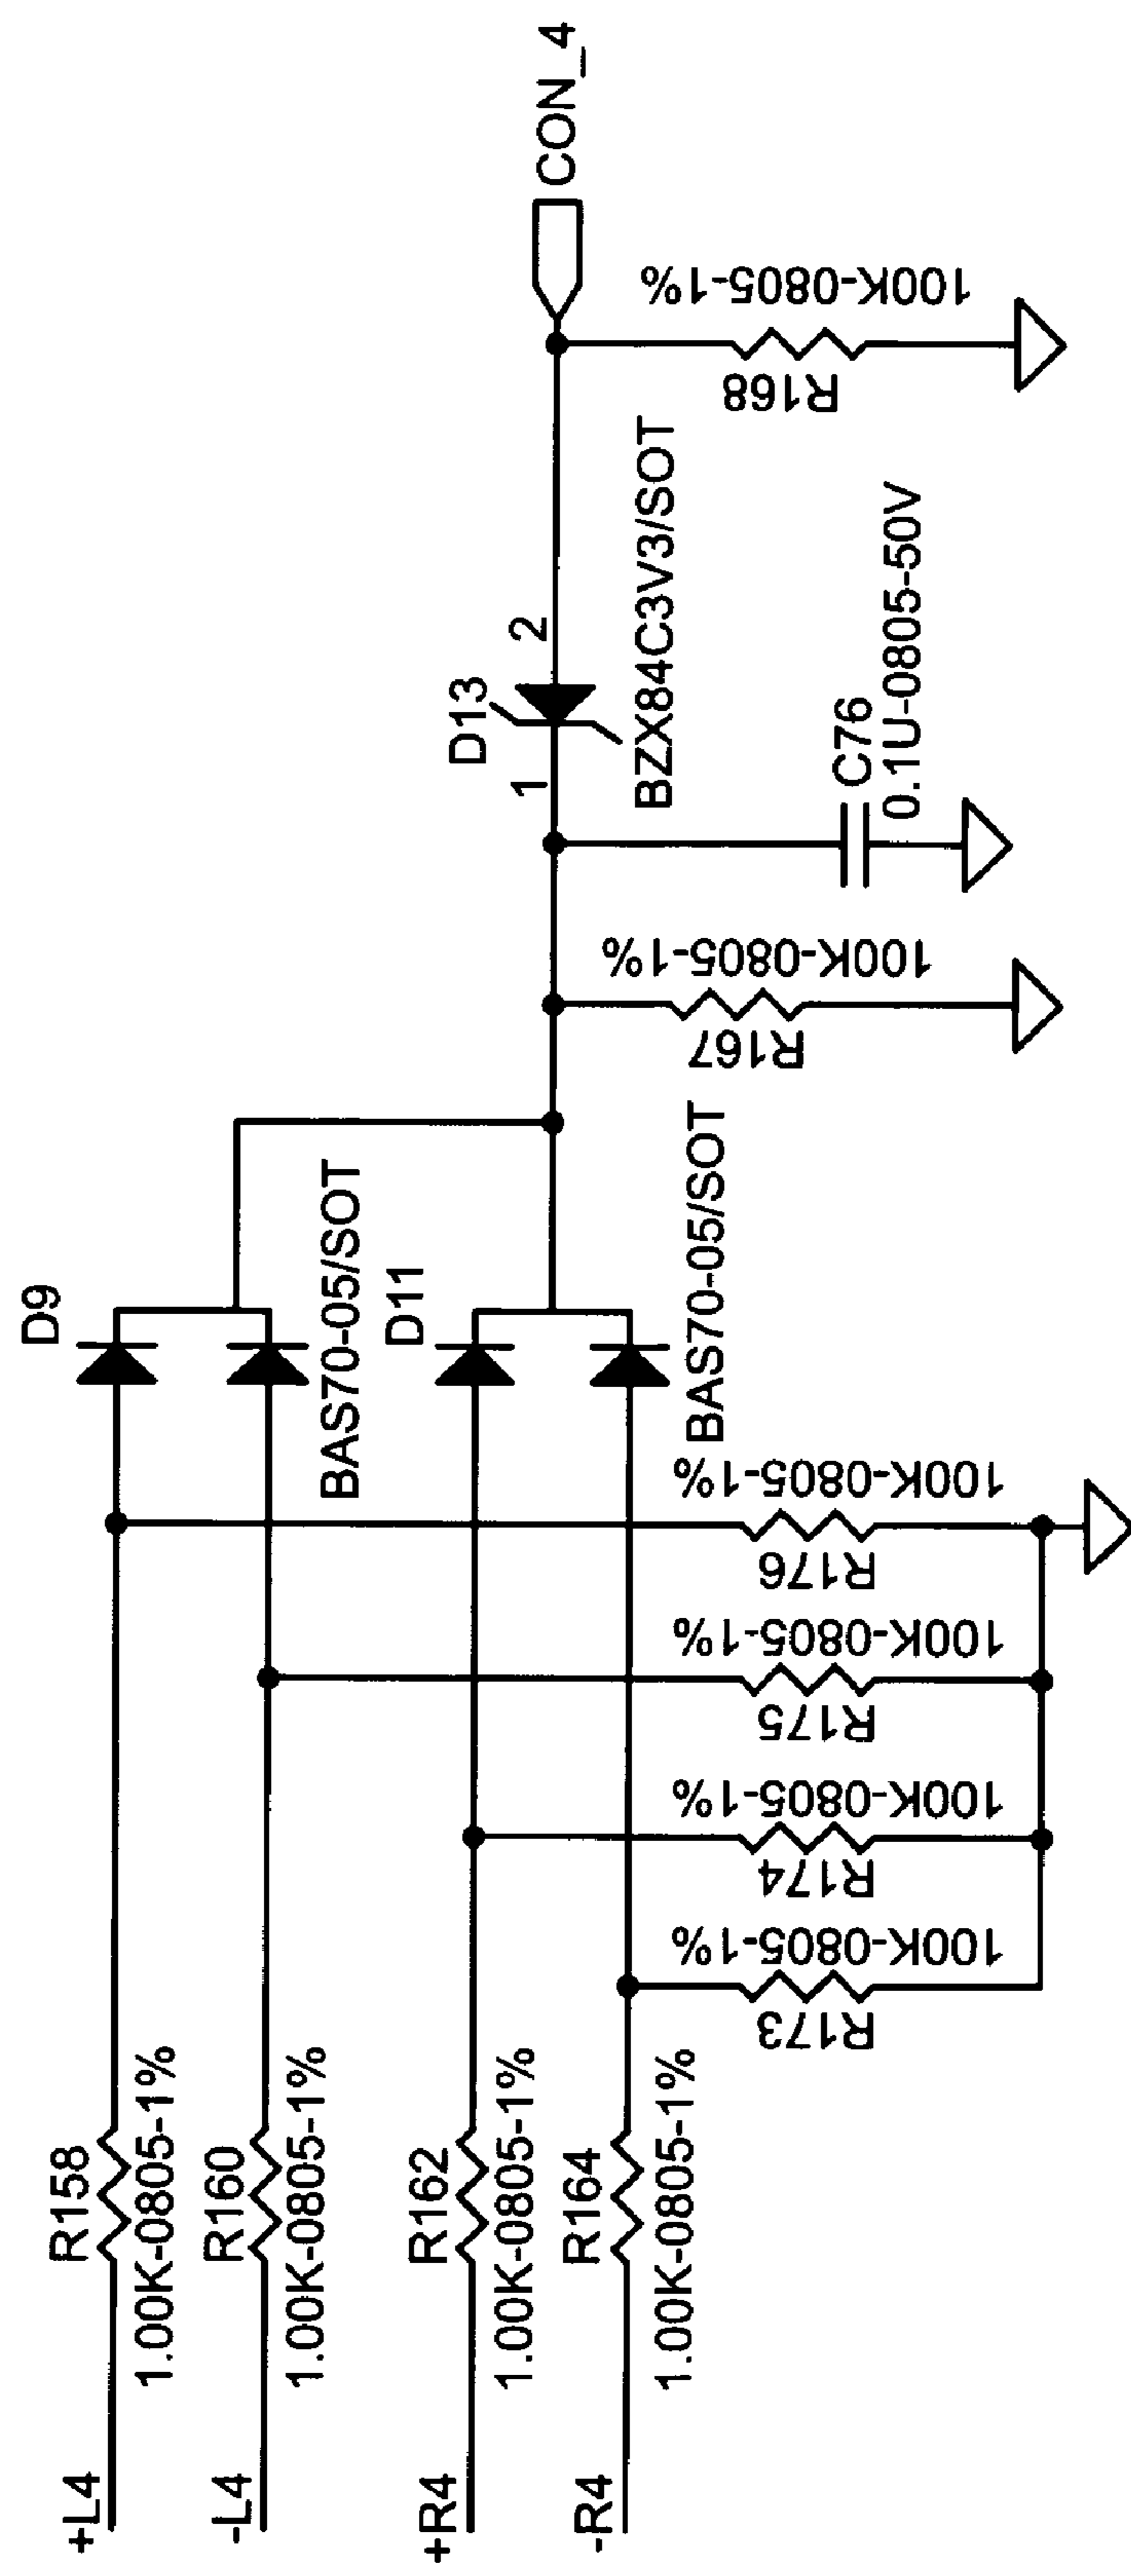 +L4
R158
1.00K-0805-1%
-L4
R160
1.00K-0805-1%
+R4
R162
1.00K-0805-1%
-R4
R164
1.00K-0805-1%
R173
100K-0805-1%
R174
100K-0805-1%
R175
100K-0805-1%
R176
100K-0805-1%
D9
BAS70-05/SOT
D11
BAS70-05/SOT
R167
100K-0805-1%
C76
0.1U-0805-50V
D13
1
2
BZX84C3V3/SOT
R168
100K-0805-1%
CON_4